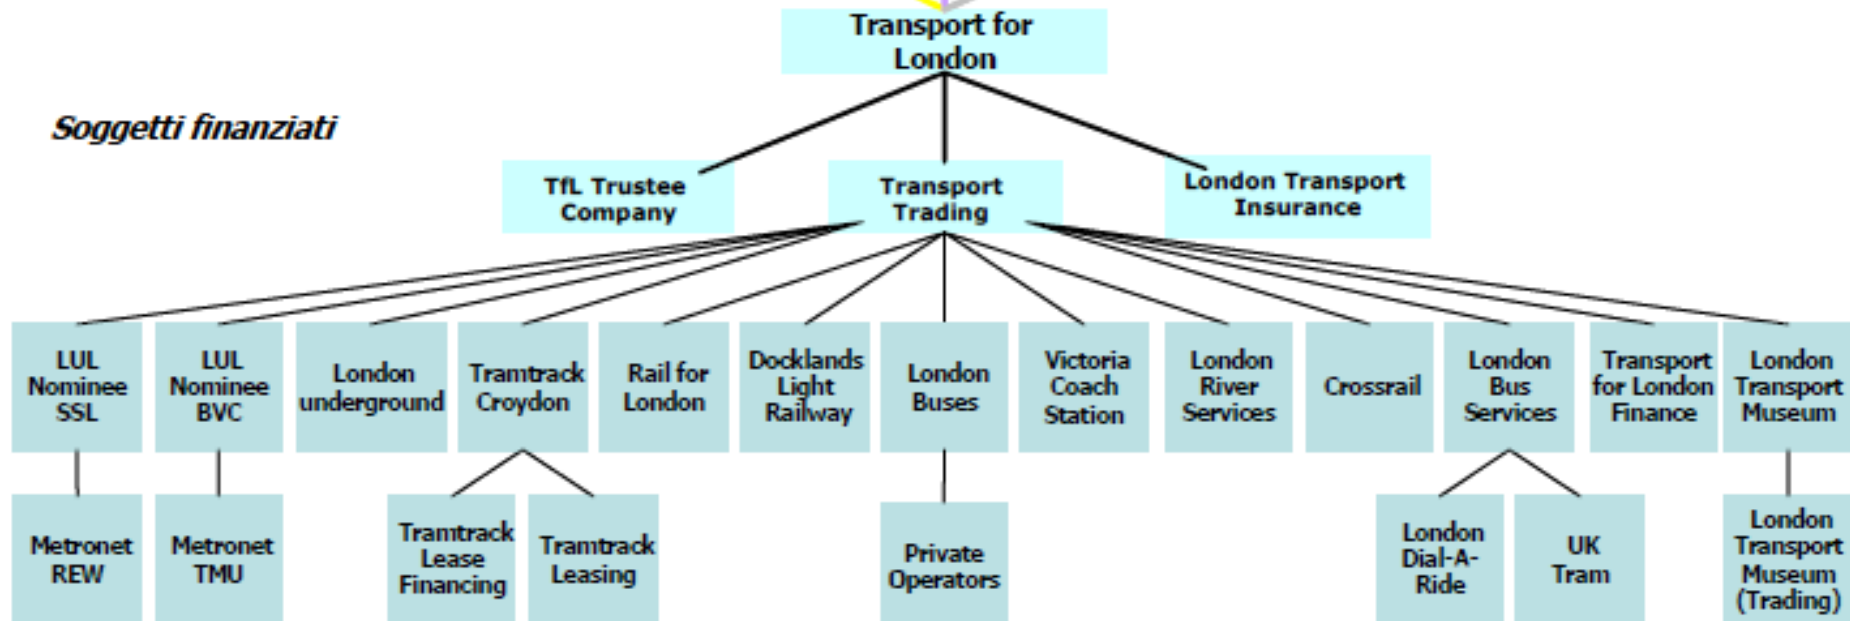 Transport for
London
Soggetti finanziati
TfL Trustee
Company
Transport
Trading
London Transport
Insurance
LUL
Nominee
SSL
LUL
Nominee
BVC
London
underground
Tramtrack
Croydon
Rail for
London
Docklands
Light
Railway
London
Buses
Victoria
Coach
Station
London
River
Services
Crossrail
London
Bus
Services
Transport
for London
Finance
London
Transport
Museum
Metronet
REW
Metronet
TMU
Tramtrack
Lease
Financing
Tramtrack
Leasing
Private
Operators
London
Dial-A-
Ride
UK
Tram
London
Transport
Museum
(Trading)